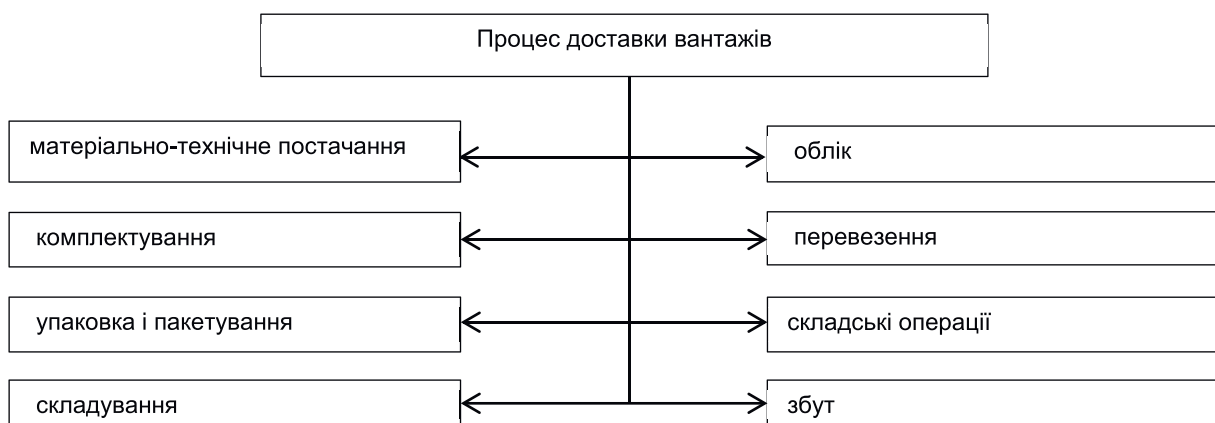 Процес доставки вантажів
матеріально-технічне постачання
облік
комплектування
перевезення
упаковка і пакетування
складські операції
складування
збут